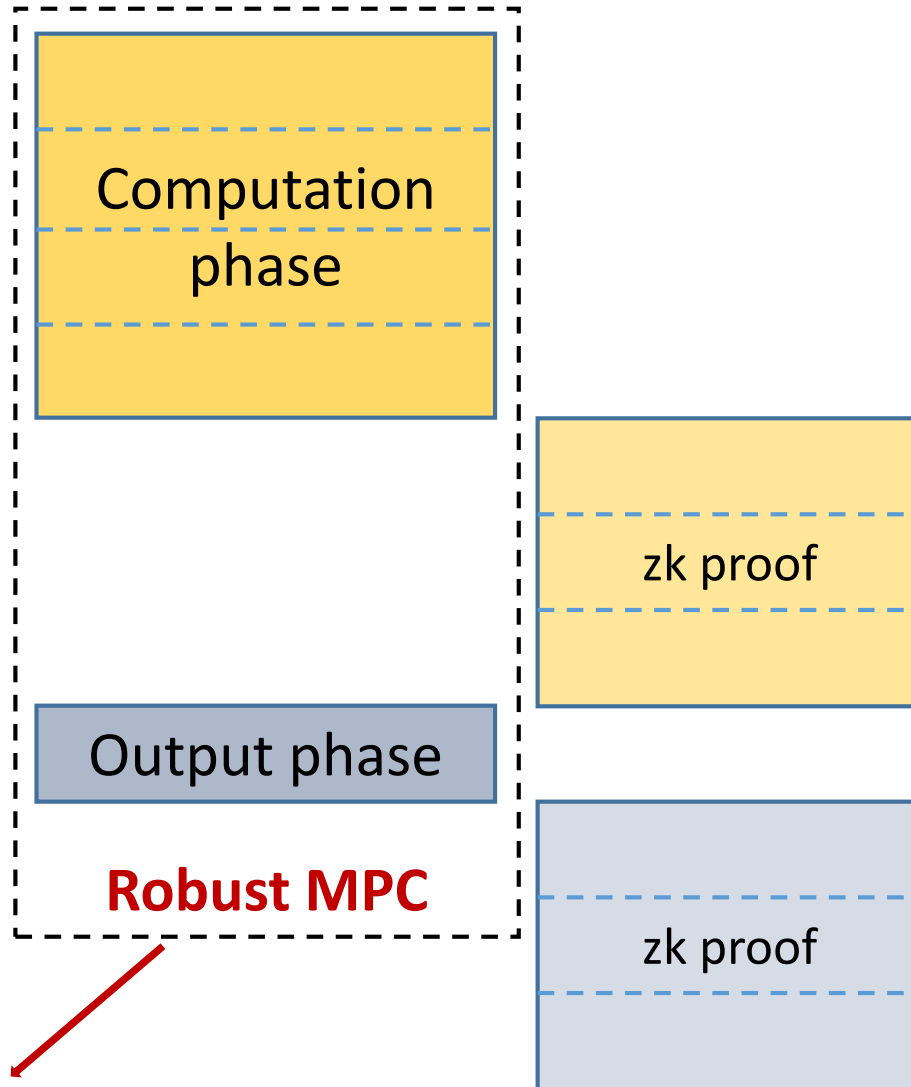 Computation
phase
zk proof
Output phase
Robust MPC
zk proof